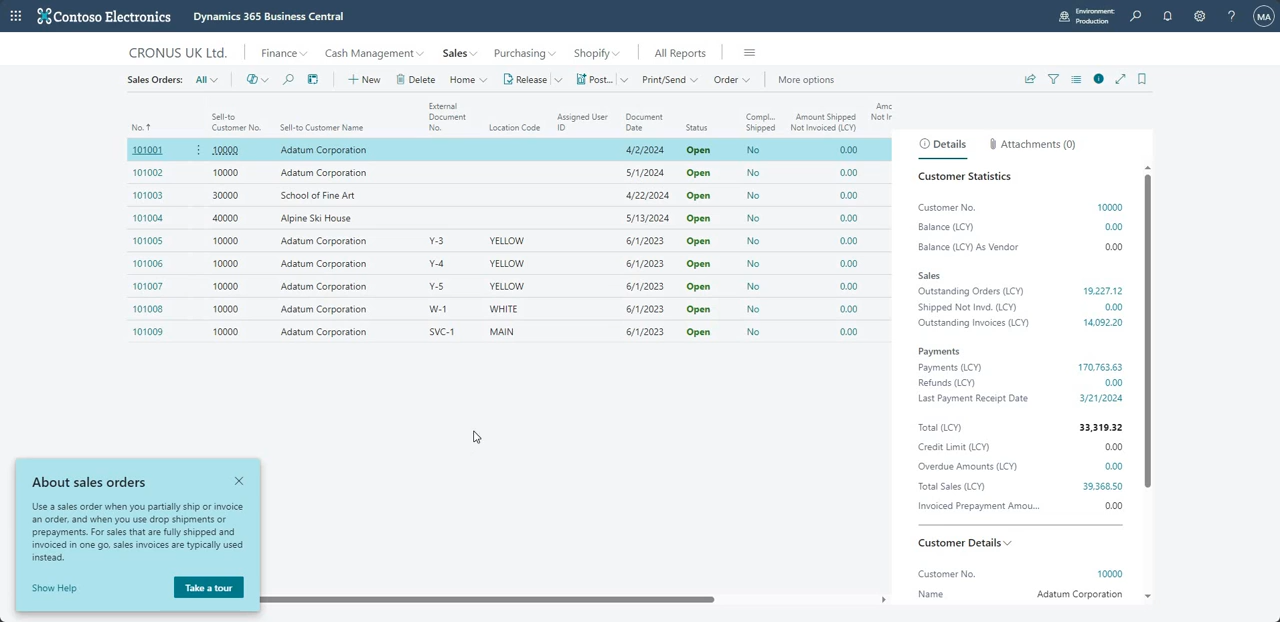 Contoso Electronics Dynamics 365 Business Central Environment: Production ? MA
CRONUS UK Ltd. Finance Cash Management Sales Purchasing Shopify All Reports
Sales Orders: All New Delete Home Release Post... Print/Send Order More options
No. ↑ Sell-to Customer No. Sell-to Customer Name External Document No. Location Code Assigned User ID Document Date Status Compl... Shipped Amount Shipped Not Invoiced (LCY) Amc Not Ir
101001 10000 Adatum Corporation 4/2/2024 Open No 0.00
101002 10000 Adatum Corporation 5/1/2024 Open No 0.00
101003 30000 School of Fine Art 4/22/2024 Open No 0.00
101004 40000 Alpine Ski House 5/13/2024 Open No 0.00
101005 10000 Adatum Corporation Y-3 YELLOW 6/1/2023 Open No 0.00
101006 10000 Adatum Corporation Y-4 YELLOW 6/1/2023 Open No 0.00
101007 10000 Adatum Corporation Y-5 YELLOW 6/1/2023 Open No 0.00
101008 10000 Adatum Corporation W-1 WHITE 6/1/2023 Open No 0.00
101009 10000 Adatum Corporation SVC-1 MAIN 6/1/2023 Open No 0.00
Details Attachments (0)
Customer Statistics
Customer No. 10000
Balance (LCY) 0.00
Balance (LCY) As Vendor 0.00
Sales
Outstanding Orders (LCY) 19,227.12
Shipped Not Invd. (LCY) 0.00
Outstanding Invoices (LCY) 14,092.20
Payments
Payments (LCY) 170,763.63
Refunds (LCY) 0.00
Last Payment Receipt Date 3/21/2024
Total (LCY) 33,319.32
Credit Limit (LCY) 0.00
Overdue Amounts (LCY) 0.00
Total Sales (LCY) 39,368.50
Invoiced Prepayment Amou... 0.00
Customer Details
Customer No. 10000
Name Adatum Corporation
About sales orders
Use a sales order when you partially ship or invoice
an order, and when you use drop shipments or
prepayments. For sales that are fully shipped and
invoiced in one go, sales invoices are typically used
instead.
Show Help Take a tour